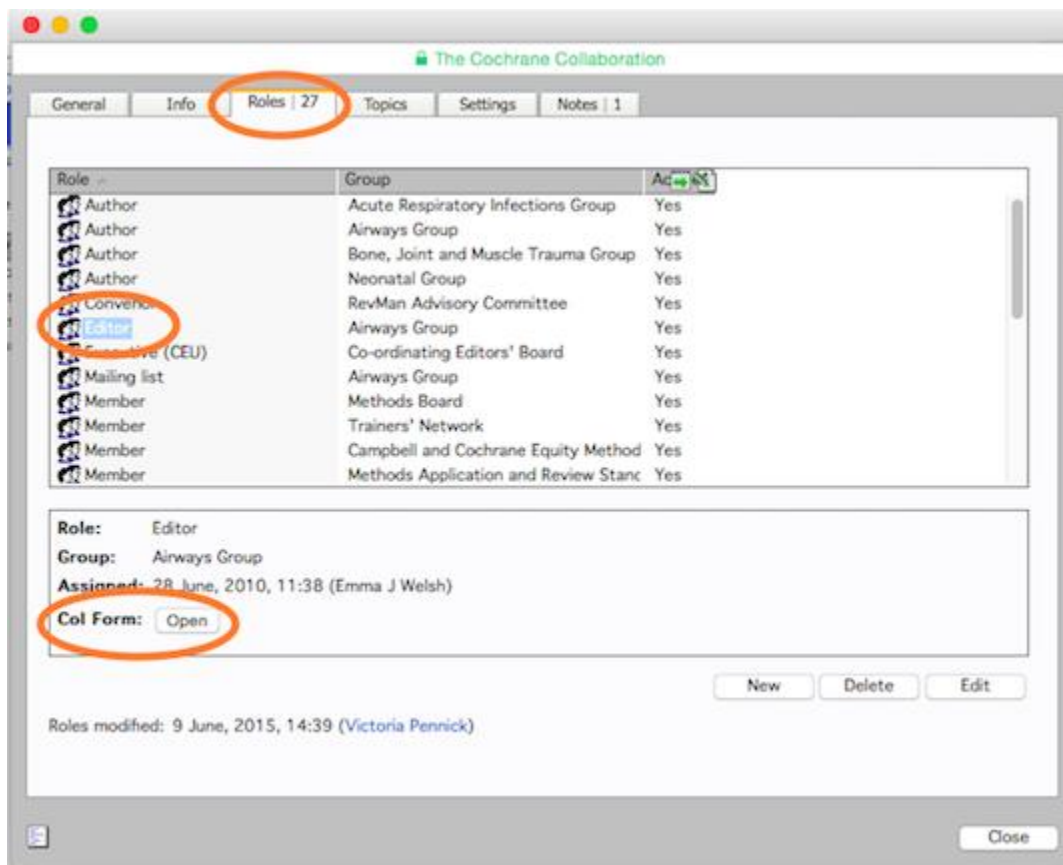 The Cochrane Collaboration
General Info Roles | 27 Topics Settings Notes | 1
Role Group
Author Acute Respiratory Infections Group Yes
Author Airways Group Yes
Author Bone, Joint and Muscle Trauma Group Yes
Author Neonatal Group Yes
Convenor RevMan Advisory Committee Yes
Editor Airways Group Yes
Executive (CEU) Co-ordinating Editors' Board Yes
Mailing list Airways Group Yes
Member Methods Board Yes
Member Trainers' Network Yes
Member Campbell and Cochrane Equity Method Yes
Member Methods Application and Review Stanc Yes
Role: Editor
Group: Airways Group
Assigned: 28 June, 2010, 11:38 (Emma J Welsh)
CoI Form: Open
New Delete Edit
Roles modified: 9 June, 2015, 14:39 (Victoria Pennick)
Close